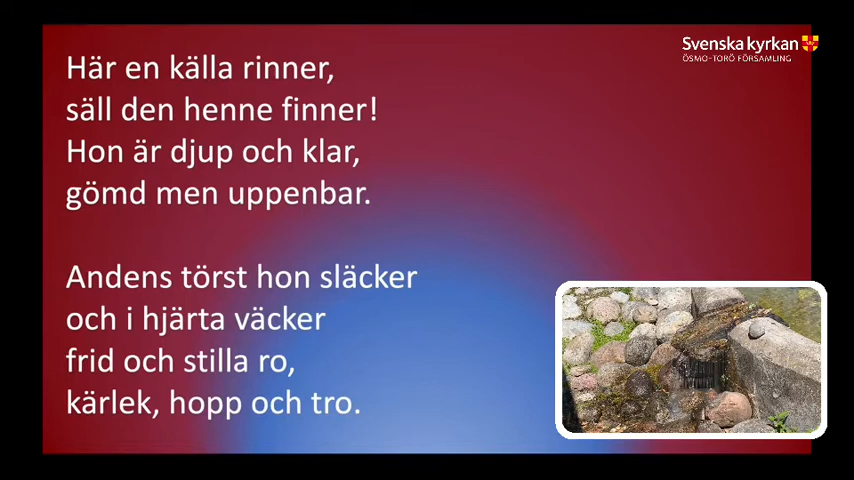 Svenska kyrkan
ÖSMO-TORÖ FÖRSAMLING
Här en källa rinner,
säll den henne finner!
Hon är djup och klar,
gömd men uppenbar.
Andens törst hon släcker
och i hjärta väcker
frid och stilla ro,
kärlek, hopp och tro.